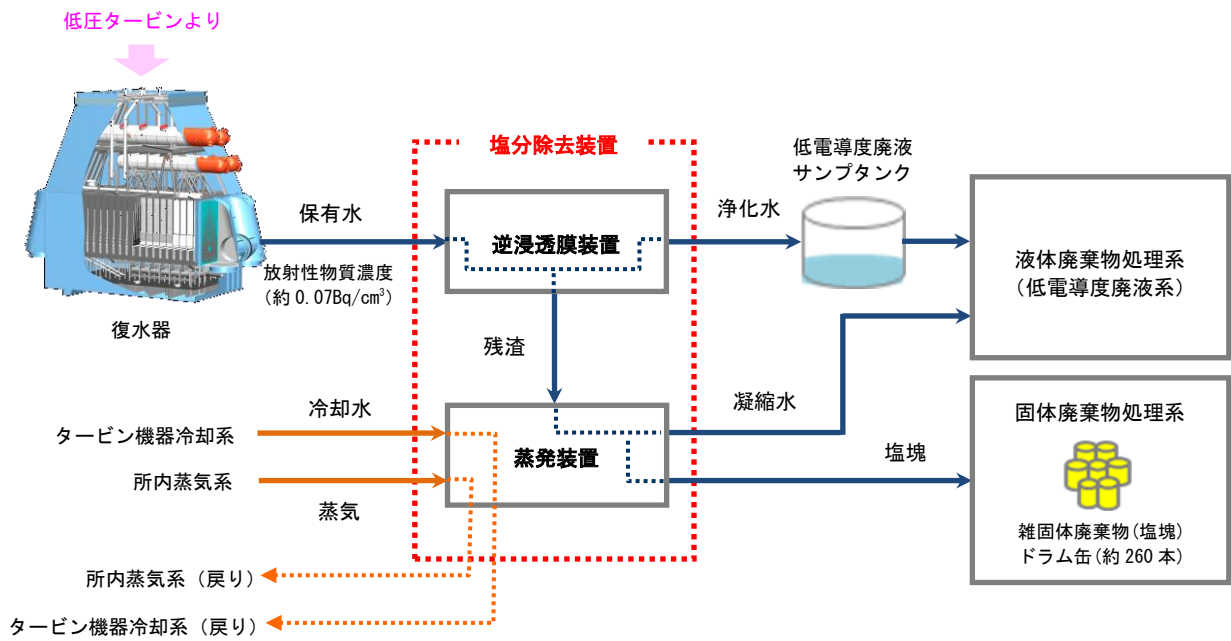 低圧タービンより
塩分除去装置
低電導度廃液
サンプタンク
保有水
逆浸透膜装置
浄化水
放射性物質濃度
（約 0.07Bq/cm³）
液体廃棄物処理系
（低電導度廃液系）
復水器
残渣
冷却水
凝縮水
固体廃棄物処理系
タービン機器冷却系
蒸発装置
塩塊
所内蒸気系
蒸気
雑固体廃棄物(塩塊)
ドラム缶(約 260 本)
所内蒸気系（戻り）
タービン機器冷却系（戻り）